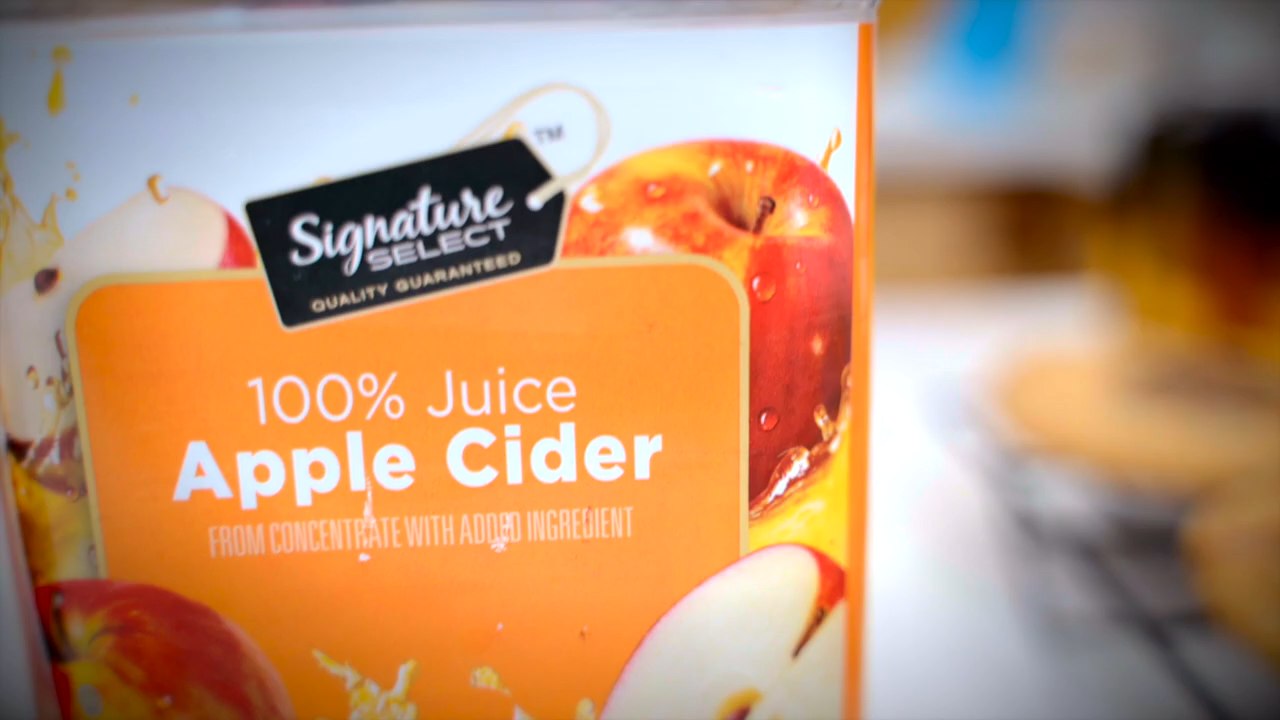 Signature
SELECT
TM
QUALITY GUARANTEED
100% Juice
Apple Cider
FROM CONCENTRATE WITH ADDED INGREDIENT